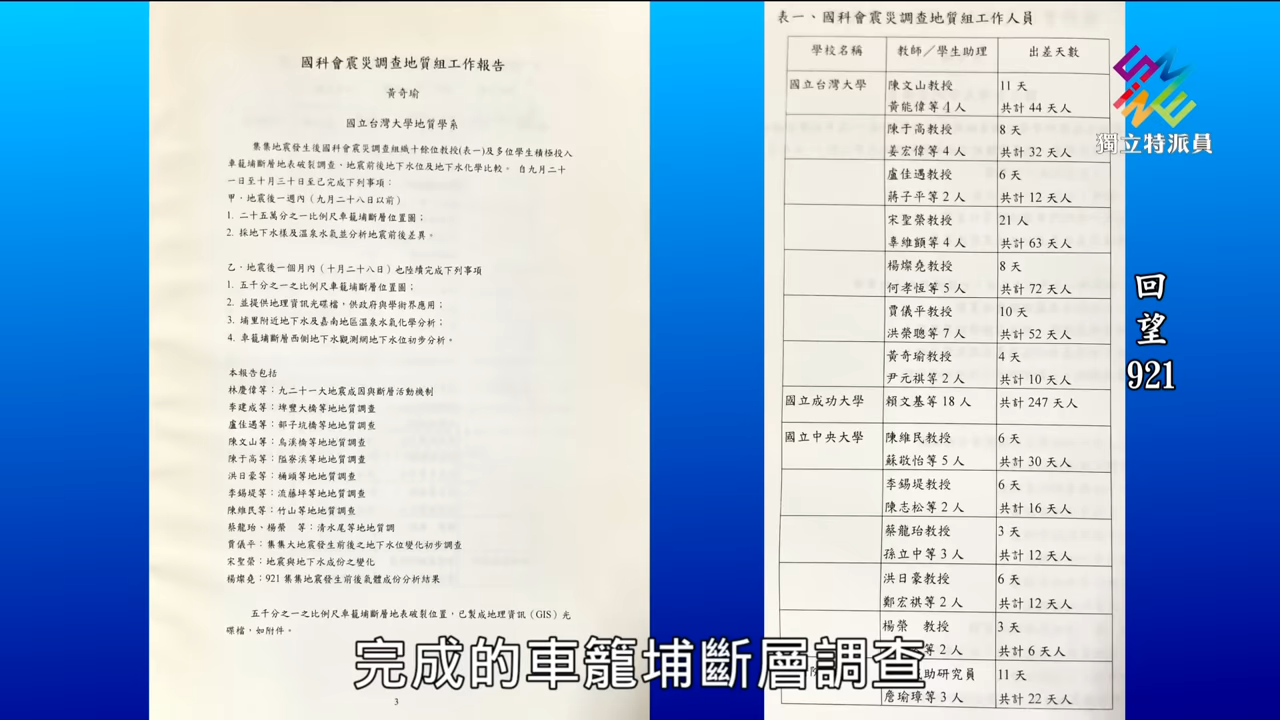 國科會震災調查地質組工作報告
黃奇瑜
國立台灣大學地質學系
集集地震發生後國科會震災調查組織十餘位教授(表一)及多位學生積極投入
車籠埔斷層地表破裂調查、地震前後地下水位及地下水化學比較。 自九月二十
一日至十月三十日至已完成下列事項：
甲、地震後一週內（九月二十八日以前）
1. 二十五萬分之一比例尺車籠埔斷層位置圖；
2. 採地下水樣及溫泉水氣並分析地震前後差異。
乙、地震後一個月內（十月二十八日）也陸續完成下列事項
1. 五千分之一之比例尺車籠埔斷層位置圖；
2. 並提供地理資訊光碟檔，供政府與學術界應用；
3. 埔里附近地下水及嘉南地區溫泉水氣化學分析；
4. 車籠埔斷層西側地下水觀測網地下水位初步分析。
本報告包括
林慶偉等：九二十一大地震成因與斷層活動機制
李建成等：埤豐大橋等地地質調查
盧佳遇等：部子坑橋等地地質調查
陳文山等：烏溪橋等地地質調查
陳于高等：隘寮溪等地地質調查
洪日豪等：桶頭等地地質調查
李錫堤等：流藤坪等地地質調查
陳維民等：竹山等地地質調查
蔡龍珆、楊榮 等：清水尾等地地質調
賈儀平：集集大地震發生前後之地下水位變化初步調查
宋聖榮：地震與地下水成份之變化
楊燦堯：921 集集地震發生前後氣體成份分析結果
五千分之一之比例尺車籠埔斷層地表破裂位置，已製成地理資訊（GIS）光
碟檔，如附件。
3
表一、國科會震災調查地質組工作人員
學校名稱 教師／學生助理 出差天數
國立台灣大學 陳文山教授 11 天
黃能偉等 4 人 共計 44 天人
陳于高教授 8 天
姜宏偉等 4 人 共計 32 天人
盧佳遇教授 6 天
蔣子平等 2 人 共計 12 天人
宋聖榮教授 21 人
辜維頴等 4 人 共計 63 天人
楊燦堯教授 8 天
何孝恆等 5 人 共計 72 天人
賈儀平教授 10 天
洪榮聰等 7 人 共計 52 天人
黃奇瑜教授 4 天
尹元祺等 2 人 共計 10 天人
國立成功大學 賴文基等 18 人 共計 247 天人
國立中央大學 陳維民教授 6 天
蘇敬怡等 5 人 共計 30 天人
李錫堤教授 6 天
陳志松等 2 人 共計 16 天人
蔡龍珆教授 3 天
孫立中等 3 人 共計 12 天人
洪日豪教授 6 天
鄭宏祺等 2 人 共計 12 天人
楊榮 教授 3 天
等 2 人 共計 6 天人
助研究員 11 天
詹瑜璋等 3 人 共計 22 天人
獨立特派員
回望921
完成的車籠埔斷層調查